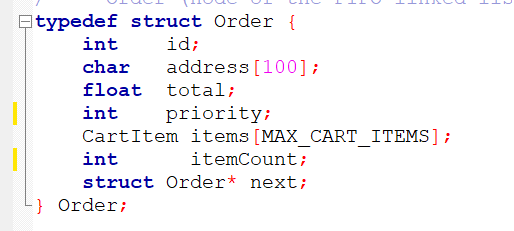 typedef struct Order {
    int    id;
    char   address[100];
    float  total;
    int    priority;
    CartItem items[MAX_CART_ITEMS];
    int      itemCount;
    struct Order* next;
} Order;